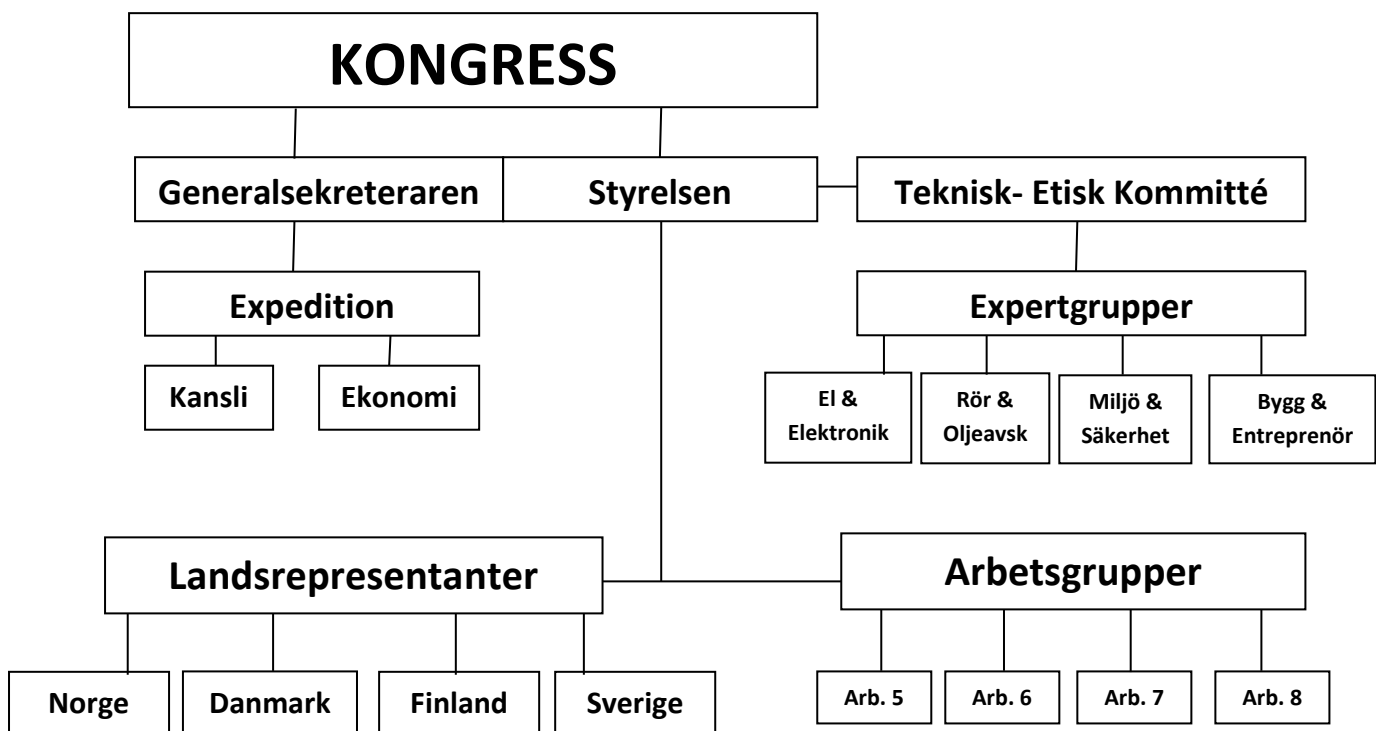 KONGRESS
Generalsekreteraren
Styrelsen
Teknisk- Etisk Kommitté
Expedition
Expertgrupper
Kansli
Ekonomi
El &
Elektronik
Rör &
Oljeavsk
Miljö &
Säkerhet
Bygg &
Entreprenör
Landsrepresentanter
Arbetsgrupper
Norge
Danmark
Finland
Sverige
Arb. 5
Arb. 6
Arb. 7
Arb. 8